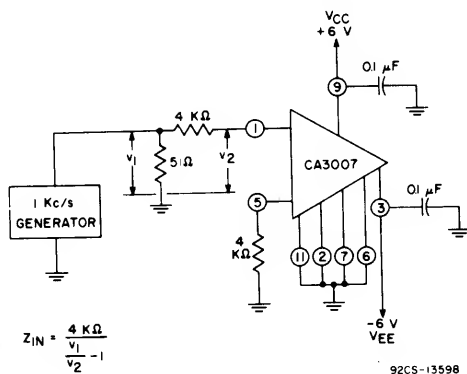 VCC
+6 V
0.1 μF
9
4 KΩ
1
V1
51Ω
V2
CA3007
1 Kc/s
GENERATOR
5
4
KΩ
11
2
7
6
3
0.1
μF
-6 V
VEE
ZIN = 4 KΩ
V1
V2 -1
92CS-13598